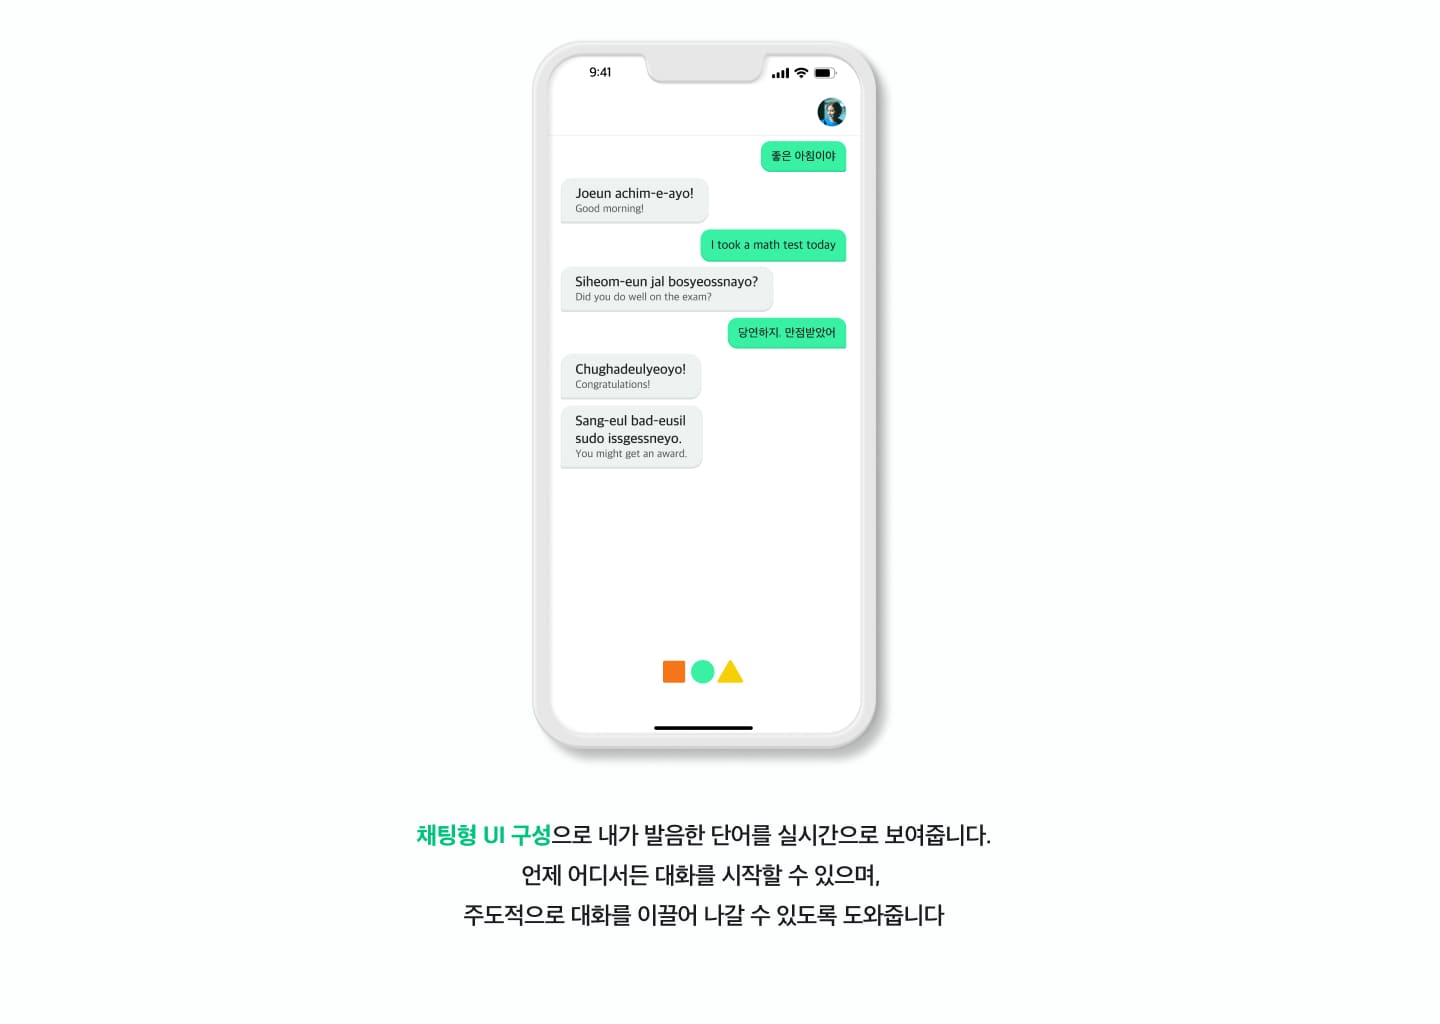 9:41
좋은 아침이야
Joeun achim-e-ayo!
Good morning!
I took a math test today
Siheom-eun jal bosyeossnayo?
Did you do well on the exam?
당연하지. 만점받았어
Chughadeulyeoyo!
Congratulations!
Sang-eul bad-eusil
sudo issgessneyo.
You might get an award.
채팅형 UI 구성으로 내가 발음한 단어를 실시간으로 보여줍니다.
언제 어디서든 대화를 시작할 수 있으며,
주도적으로 대화를 이끌어 나갈 수 있도록 도와줍니다